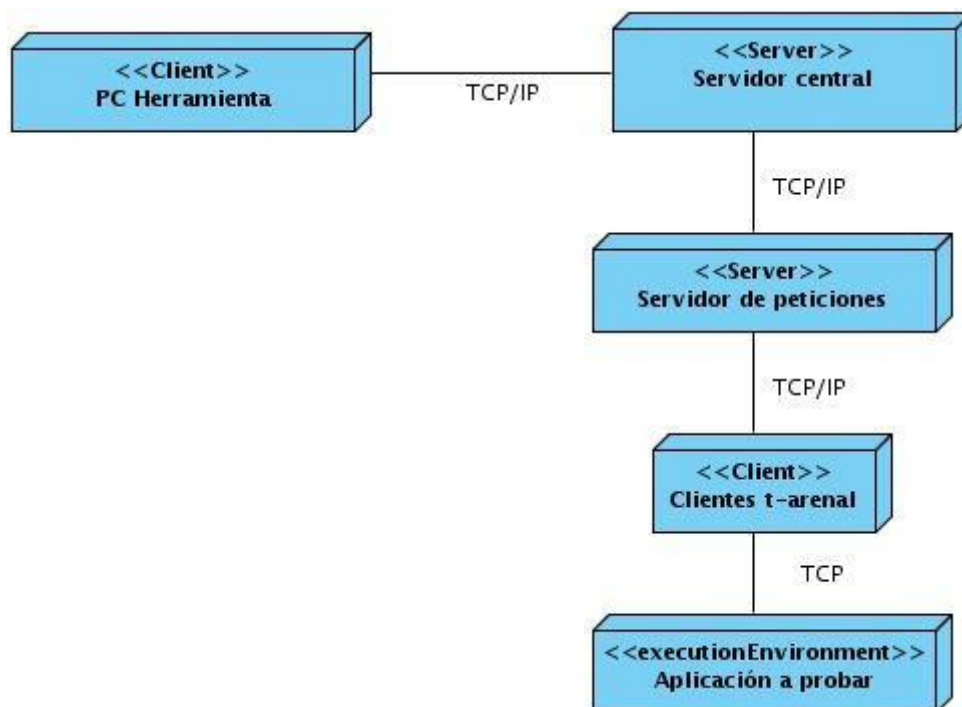 <<Client>>
PC Herramienta
TCP/IP
<<Server>>
Servidor central
TCP/IP
<<Server>>
Servidor de peticiones
TCP/IP
<<Client>>
Clientes t-arenal
TCP
<<executionEnvironment>>
Aplicación a probar